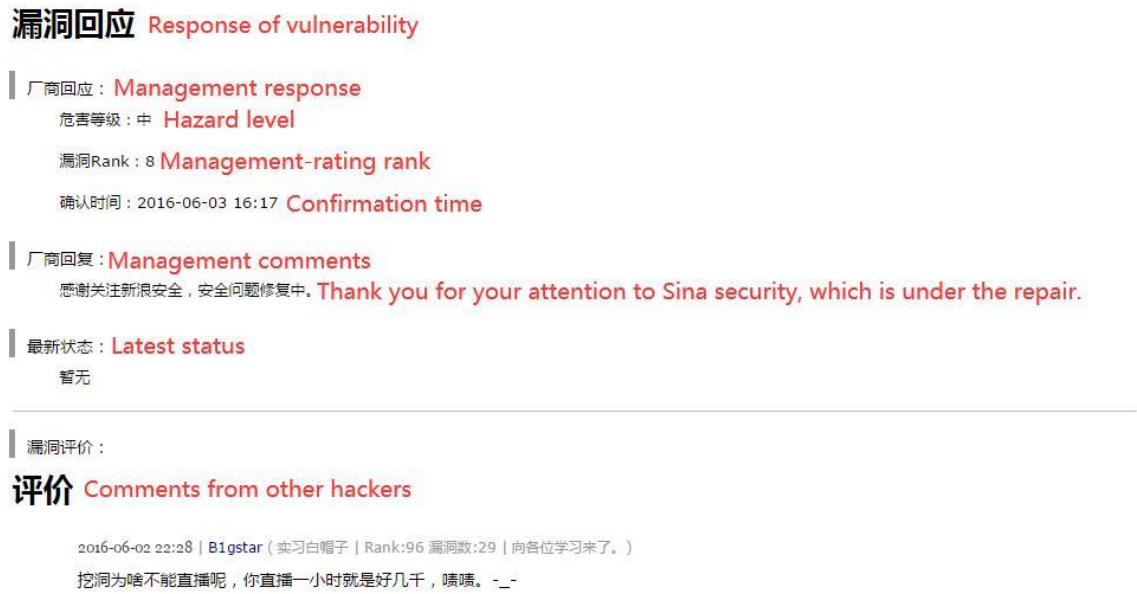 漏洞回应 Response of vulnerability
厂商回应： Management response
危害等级：中 Hazard level
漏洞Rank：8 Management-rating rank
确认时间：2016-06-03 16:17 Confirmation time
厂商回复：Management comments
感谢关注新浪安全，安全问题修复中。Thank you for your attention to Sina security, which is under the repair.
最新状态：Latest status
暂无
漏洞评价：
评价 Comments from other hackers
2016-06-02 22:28 | B1gstar ( 实习白帽子 | Rank:96 漏洞数:29 | 向各位学习来了。)
挖洞为啥不能直播呢，你直播一小时就是好几千，啧啧。-_-